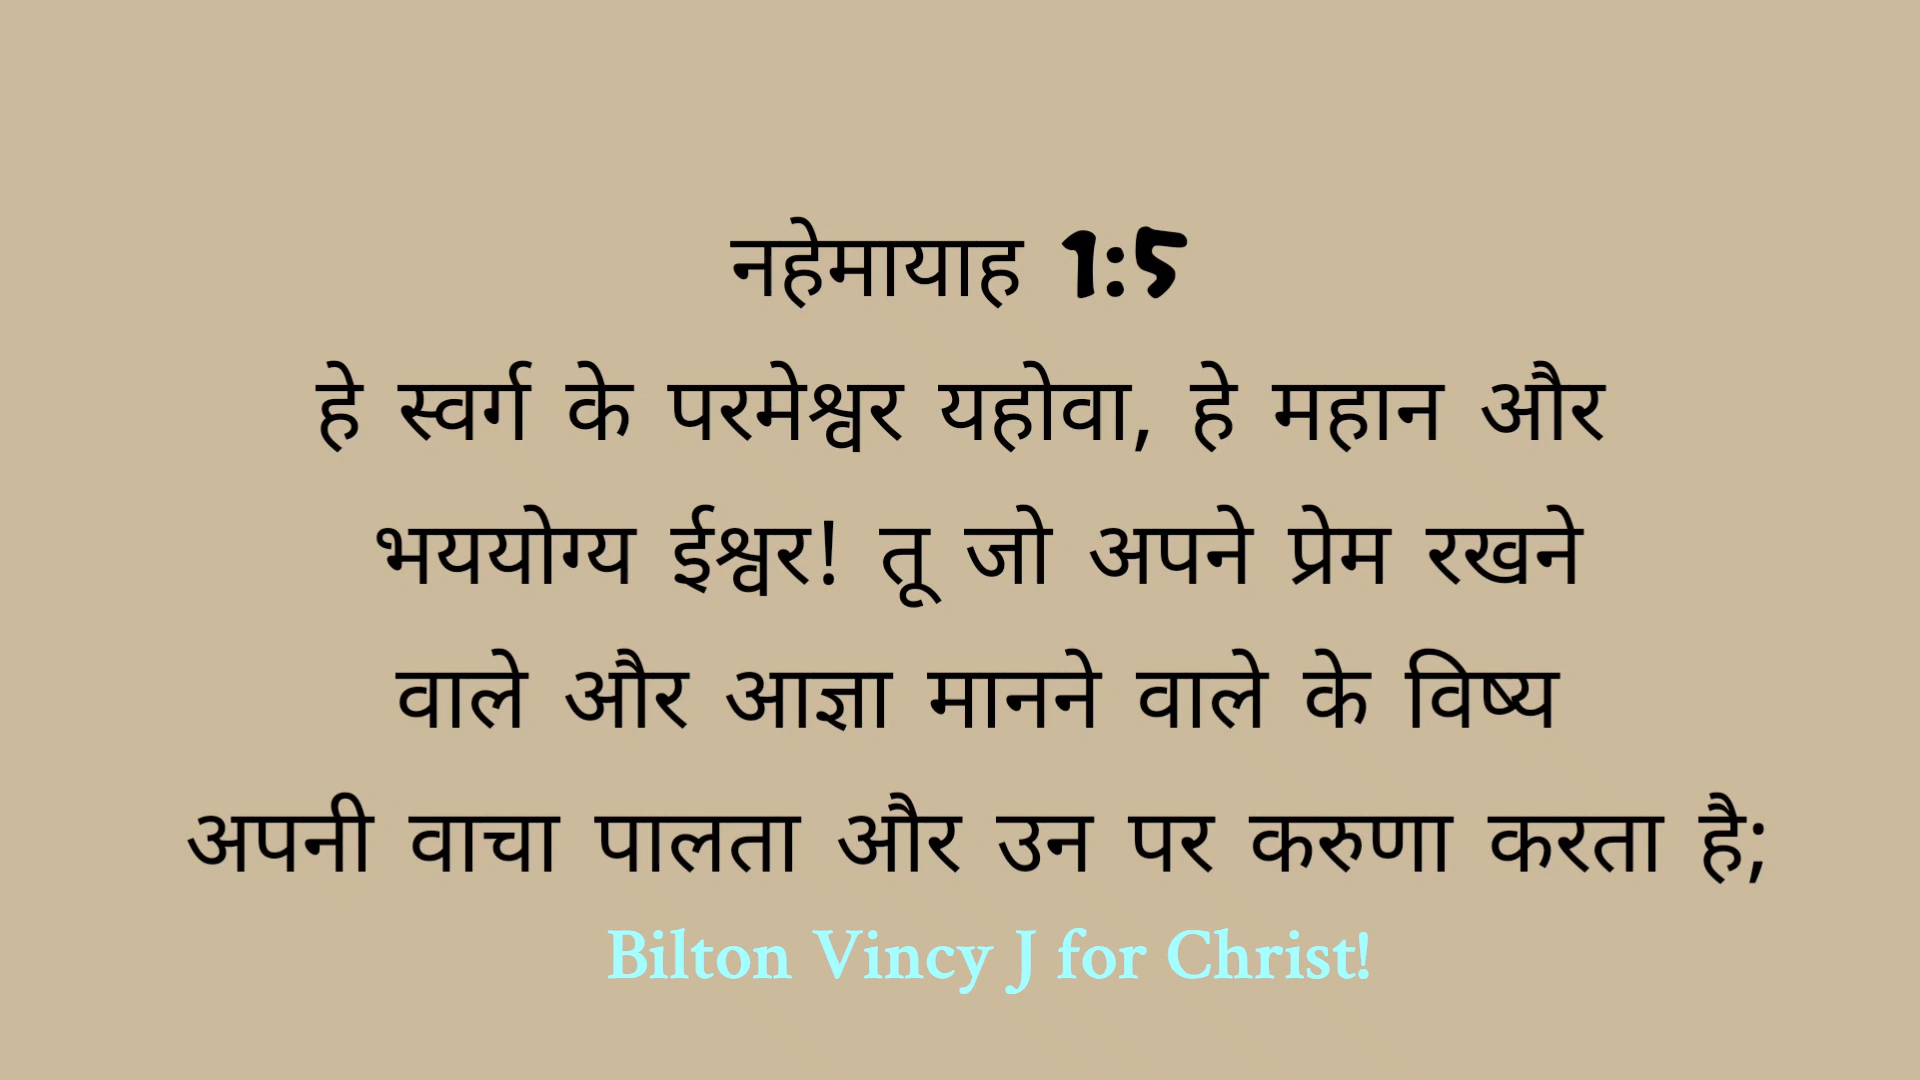 नहेमायाह 1:5
हे स्वर्ग के परमेश्वर यहोवा, हे महान और
भययोग्य ईश्वर! तू जो अपने प्रेम रखने
वाले और आज्ञा मानने वाले के विष्य
अपनी वाचा पालता और उन पर करुणा करता है;
Bilton Vincy J for Christ!